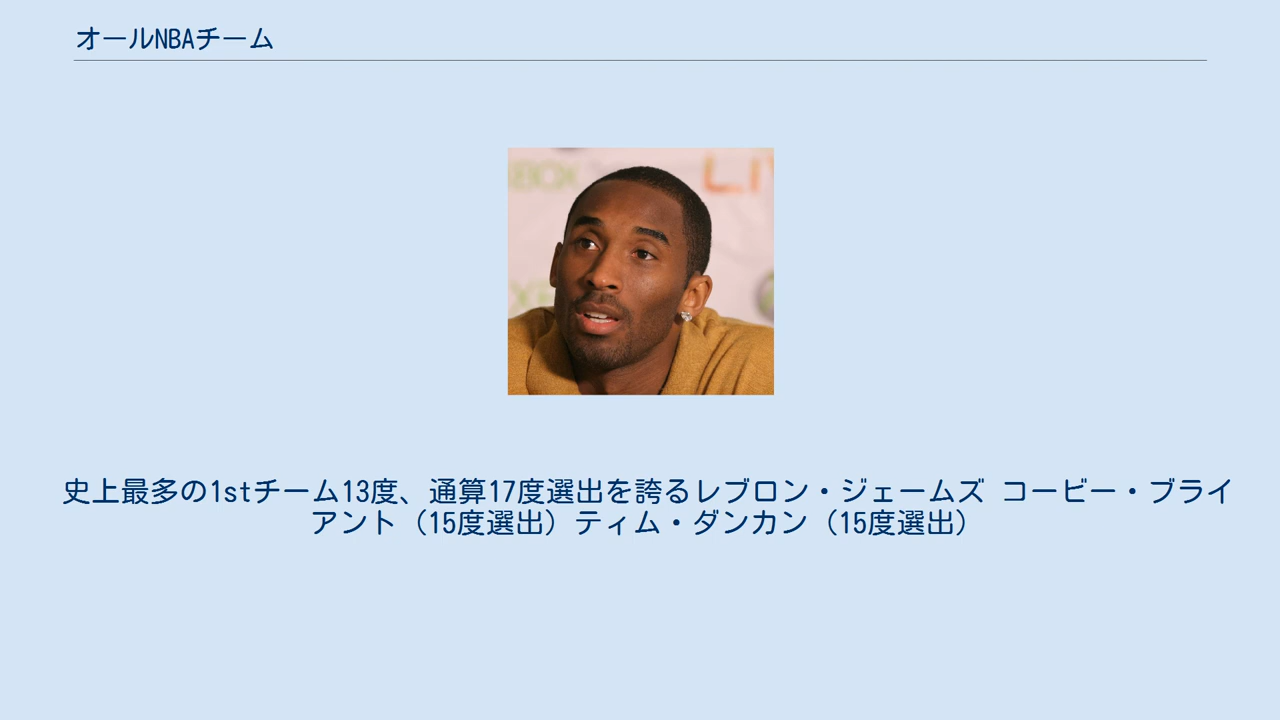 オールNBAチーム
XBOX LIV
XB
史上最多の1stチーム13度、通算17度選出を誇るレブロン・ジェームズ コービー・ブライ
アント（15度選出）ティム・ダンカン（15度選出）